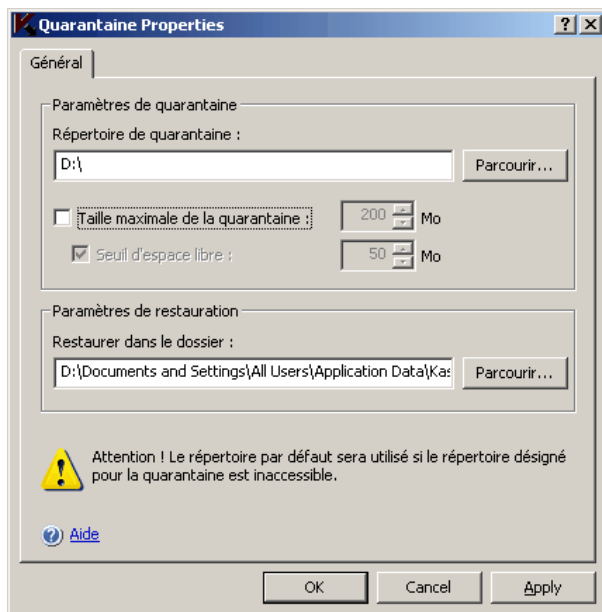 Quarantaine Properties
Général
Paramètres de quarantaine
Répertoire de quarantaine :
D:\
Parcourir...
Taille maximale de la quarantaine :
200
Mo
Seuil d'espace libre :
50
Mo
Paramètres de restauration
Restaurer dans le dossier :
D:\Documents and Settings\All Users\Application Data\Kas
Parcourir...
Attention ! Le répertoire par défaut sera utilisé si le répertoire désigné
pour la quarantaine est inaccessible.
Aide
OK
Cancel
Apply